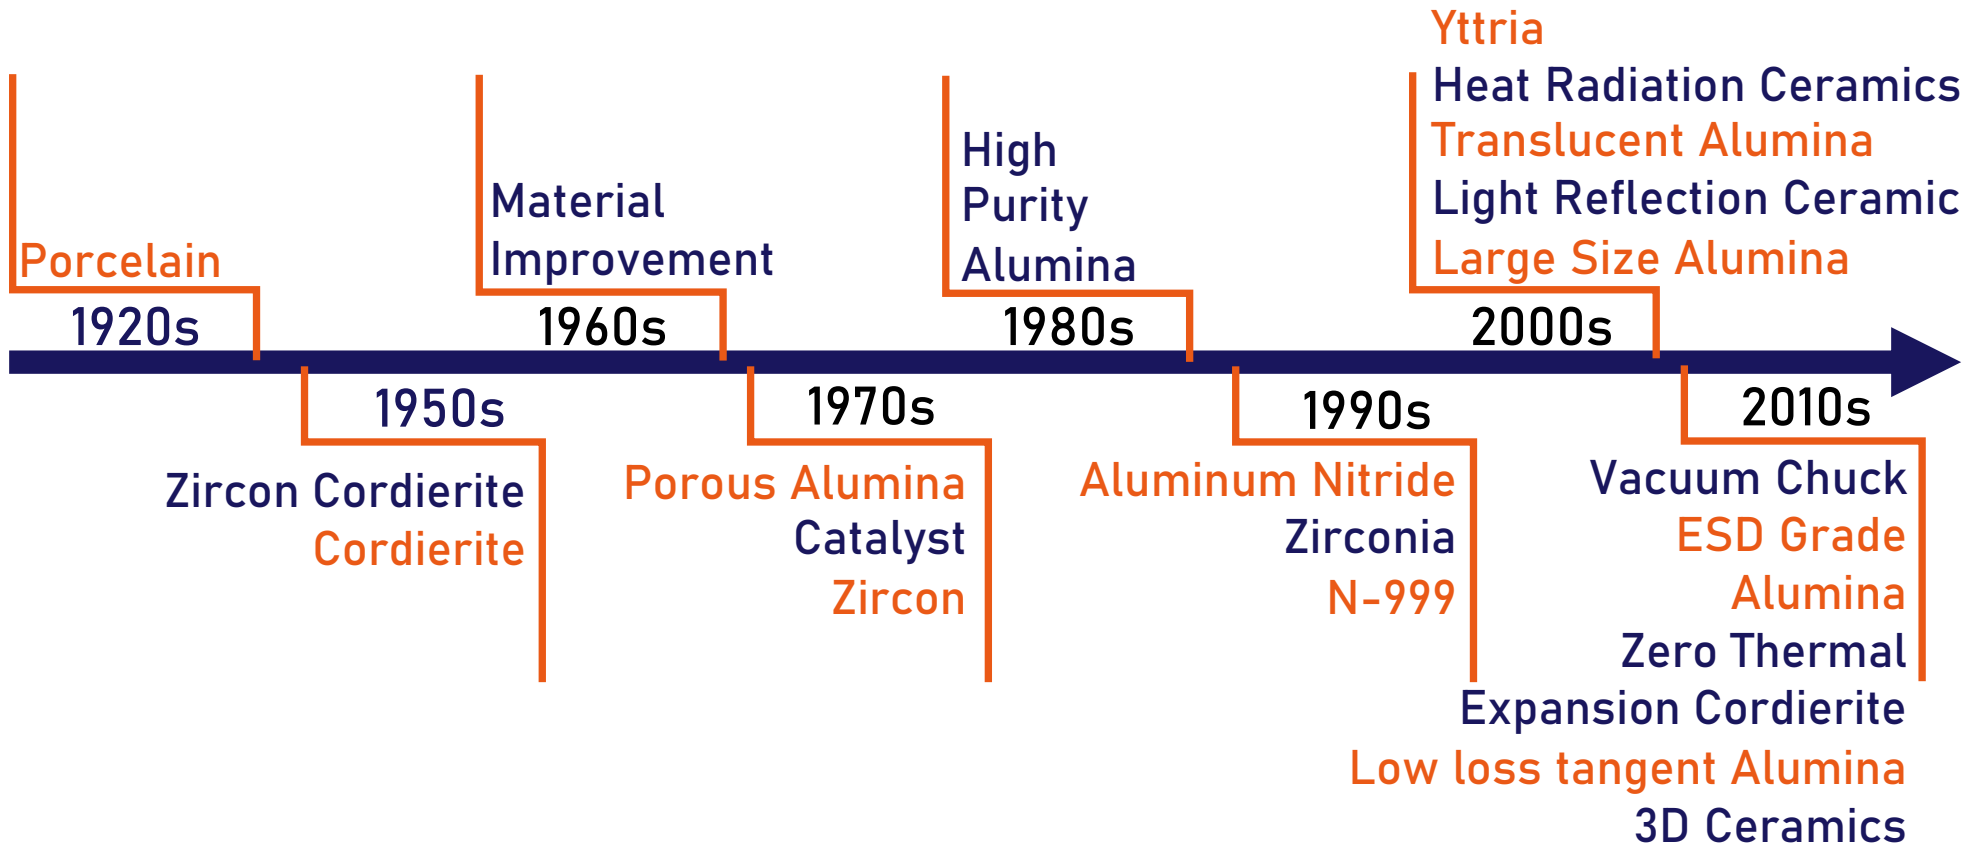 Porcelain
1920s
1950s
Zircon Cordierite
Cordierite
Material
Improvement
1960s
1970s
Porous Alumina
Catalyst
Zircon
High
Purity
Alumina
1980s
1990s
Aluminum Nitride
Zirconia
N-999
Yttria
Heat Radiation Ceramics
Translucent Alumina
Light Reflection Ceramic
Large Size Alumina
2000s
2010s
Vacuum Chuck
ESD Grade
Alumina
Zero Thermal
Expansion Cordierite
Low loss tangent Alumina
3D Ceramics